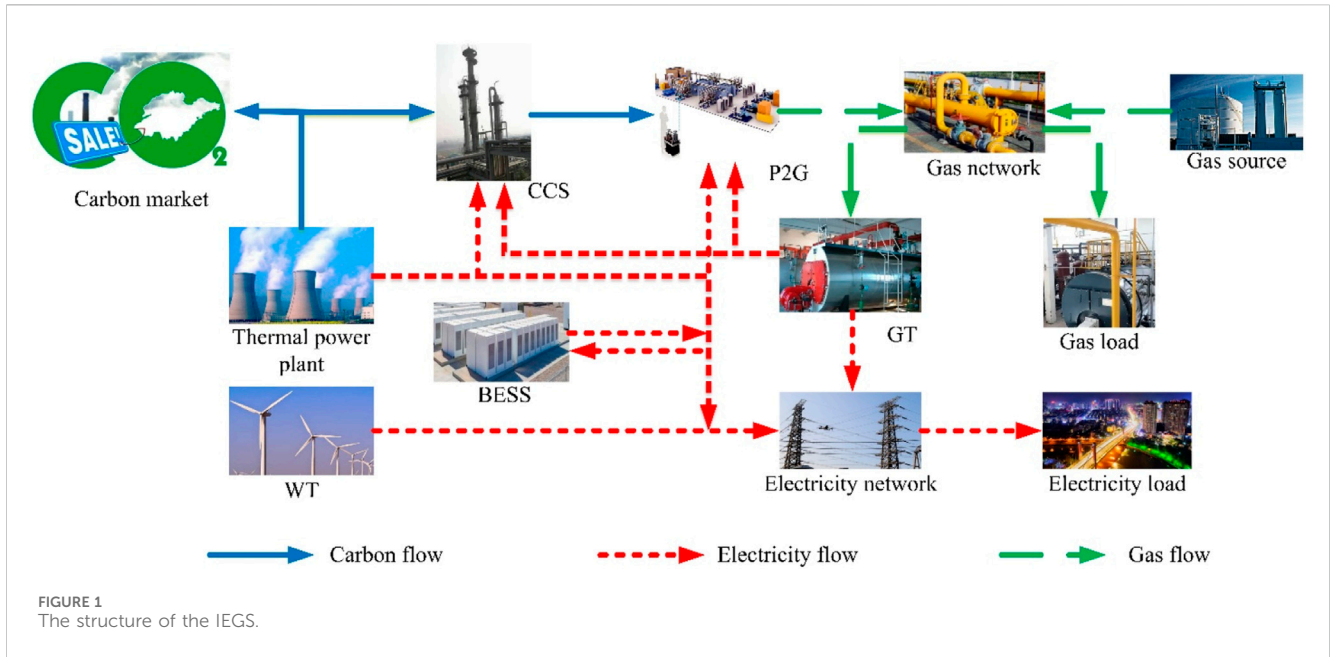 CO2
SALE!
Carbon market
CCS
P2G
Gas nctwork
Gas source
Thermal power
plant
BESS
GT
Gas load
WT
Electricity network
Electricity load
Carbon flow
Electricity flow
Gas flow
FIGURE 1
The structure of the IEGS.